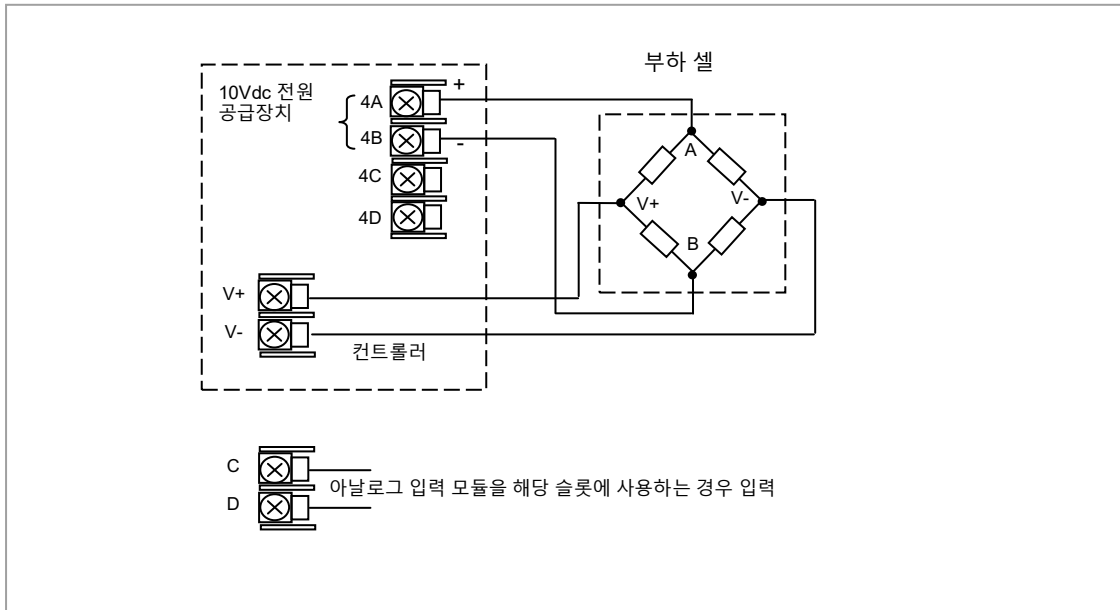 부하 셀
10Vdc 전원
공급장치
4A
+
4B
-
4C
4D
A
V+
V-
B
V+
V-
컨트롤러
C
D
아날로그 입력 모듈을 해당 슬롯에 사용하는 경우 입력